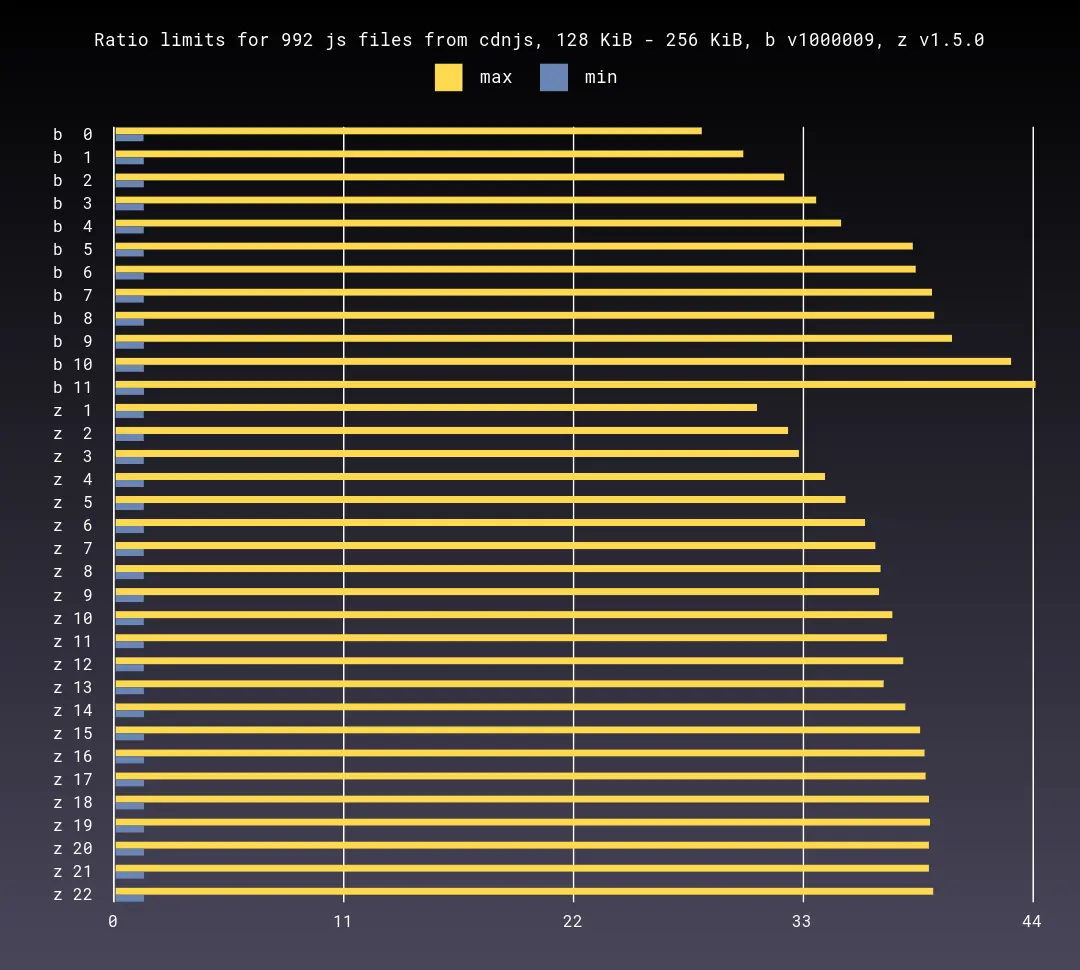 Ratio limits for 992 js files from cdnjs, 128 KiB - 256 KiB, b v1000009, z v1.5.0
max min
b 0
b 1
b 2
b 3
b 4
b 5
b 6
b 7
b 8
b 9
b 10
b 11
z 1
z 2
z 3
z 4
z 5
z 6
z 7
z 8
z 9
z 10
z 11
z 12
z 13
z 14
z 15
z 16
z 17
z 18
z 19
z 20
z 21
z 22
0 11 22 33 44